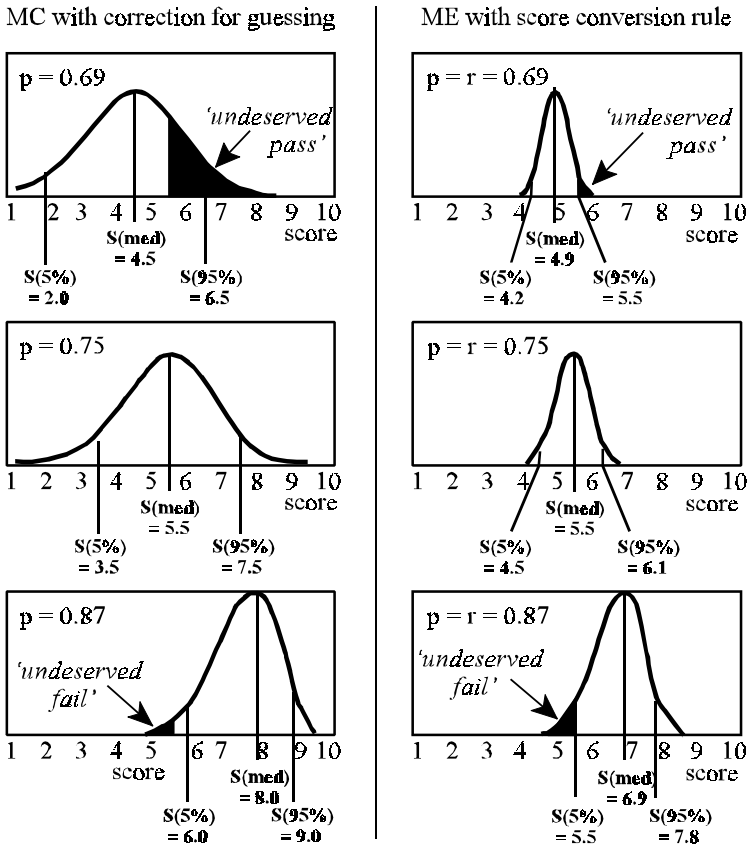 MC with correction for guessing
p = 0.69
'undeserved
pass'
1 2 3 4 5 6 7 8 9 10
score
S(med)
= 4.5
S(5%)
= 2.0
S(95%)
= 6.5
p = 0.75
1 2 3 4 5 6 7 8 9 10
score
S(med)
= 5.5
S(5%)
= 3.5
S(95%)
= 7.5
p = 0.87
'undeserved
fail'
1 2 3 4 5 6 7 8 9 10
score
S(med)
= 8.0
S(5%)
= 6.0
S(95%)
= 9.0
ME with score conversion rule
p = r = 0.69
'undeserved
pass'
1 2 3 4 5 6 7 8 9 10
score
S(med)
= 4.9
S(5%)
= 4.2
S(95%)
= 5.5
p = r = 0.75
1 2 3 4 5 6 7 8 9 10
score
S(med)
= 5.5
S(5%)
= 4.5
S(95%)
= 6.1
p = r = 0.87
'undeserved
fail'
1 2 3 4 5 6 7 8 9 10
score
S(med)
= 6.9
S(5%)
= 5.5
S(95%)
= 7.8